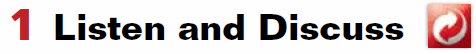 1 Listen and Discuss